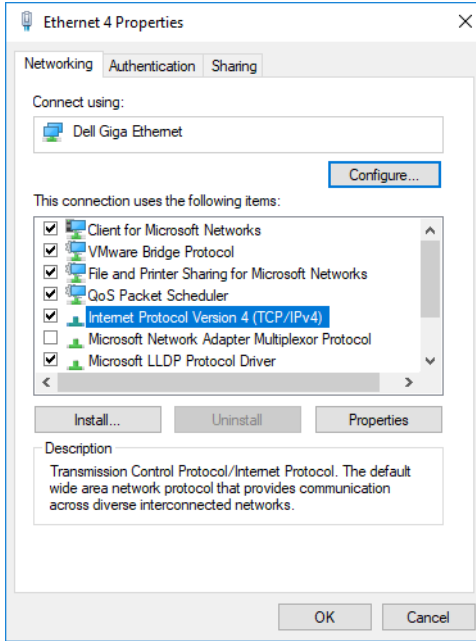 Ethernet 4 Properties
Networking
Authentication
Sharing
Connect using:
Dell Giga Ethernet
Configure...
This connection uses the following items:
Client for Microsoft Networks
VMware Bridge Protocol
File and Printer Sharing for Microsoft Networks
QoS Packet Scheduler
Internet Protocol Version 4 (TCP/IPv4)
Microsoft Network Adapter Multiplexor Protocol
Microsoft LLDP Protocol Driver
Install...
Uninstall
Properties
Description
Transmission Control Protocol/Internet Protocol. The default
wide area network protocol that provides communication
across diverse interconnected networks.
OK
Cancel